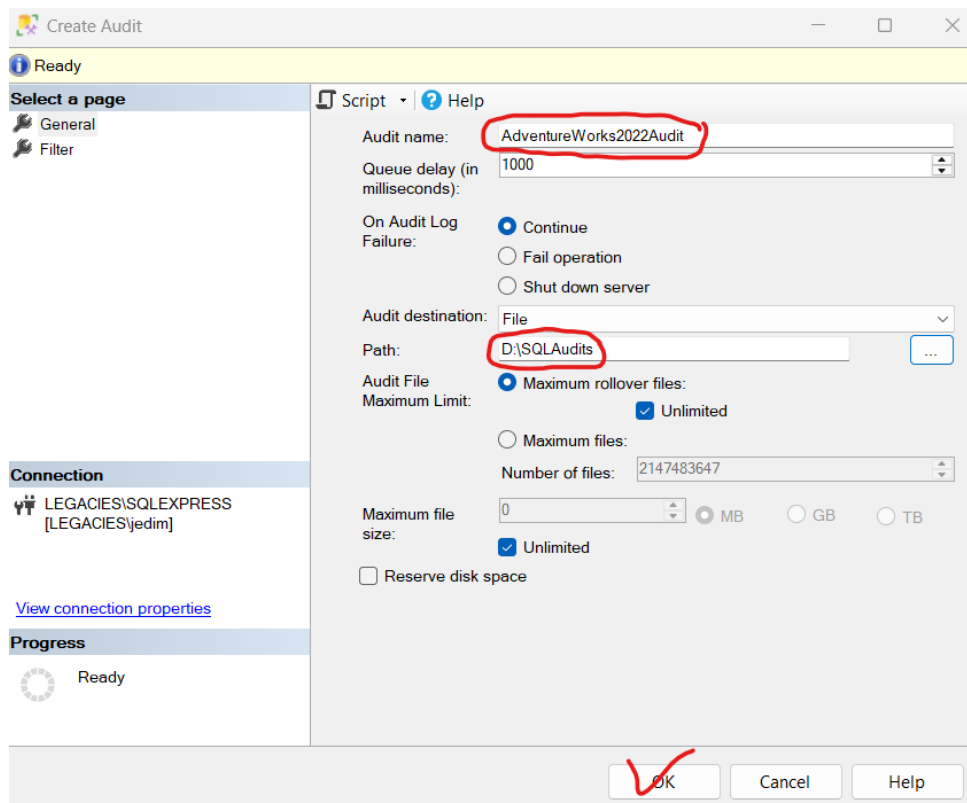 Create Audit
Ready
Select a page
General
Filter
Script
Help
Audit name: AdventureWorks2022Audit
Queue delay (in
milliseconds): 1000
On Audit Log
Failure:
Continue
Fail operation
Shut down server
Audit destination: File
Path: D:\SQLAudits ...
Audit File
Maximum Limit:
Maximum rollover files:
Unlimited
Maximum files:
Number of files: 2147483647
Maximum file
size:
0 MB GB TB
Unlimited
Reserve disk space
Connection
LEGACIES\SQLEXPRESS
[LEGACIES\jedim]
View connection properties
Progress
Ready
OK Cancel Help